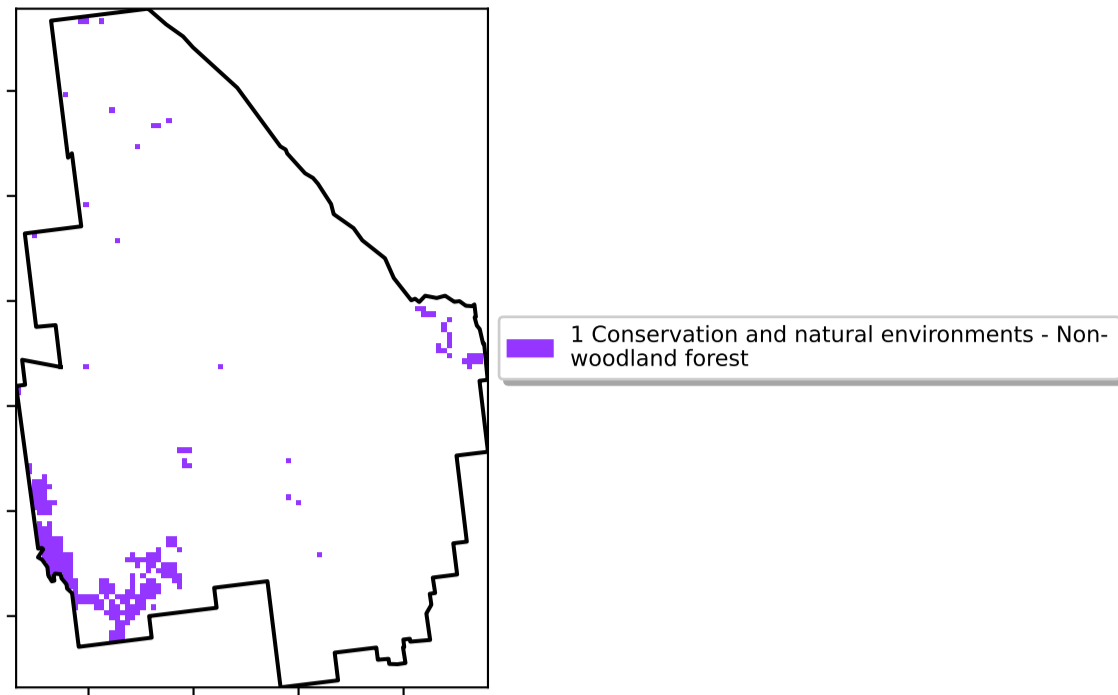 1 Conservation and natural environments - Non-
woodland forest